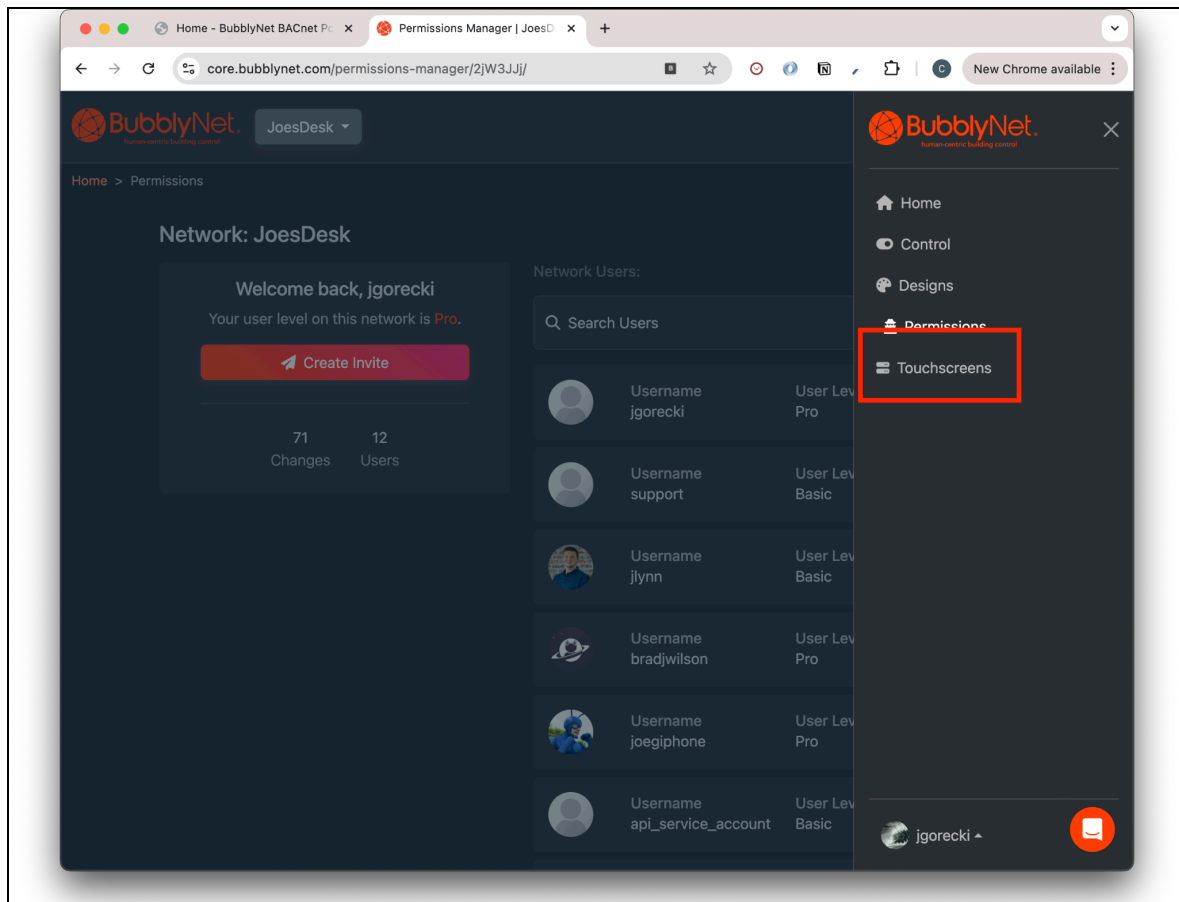 Home - BubblyNet BACnet Po
Permissions Manager | JoesD
core.bubblynet.com/permissions-manager/2jW3JJj/
C
New Chrome available
BubblyNet.
human-centric building control
JoesDesk
Home > Permissions
Network: JoesDesk
Welcome back, jgorecki
Your user level on this network is Pro.
Create Invite
71
12
Changes
Users
Network Users:
Search Users
Username
User Lev
jgorecki
Pro
Username
User Lev
support
Basic
Username
User Lev
jlynn
Basic
Username
User Lev
bradjwilson
Pro
Username
User Lev
joegiphone
Pro
Username
User Lev
api_service_account
Basic
BubblyNet.
human-centric building control
Home
Control
Designs
Permissions
Touchscreens
jgorecki